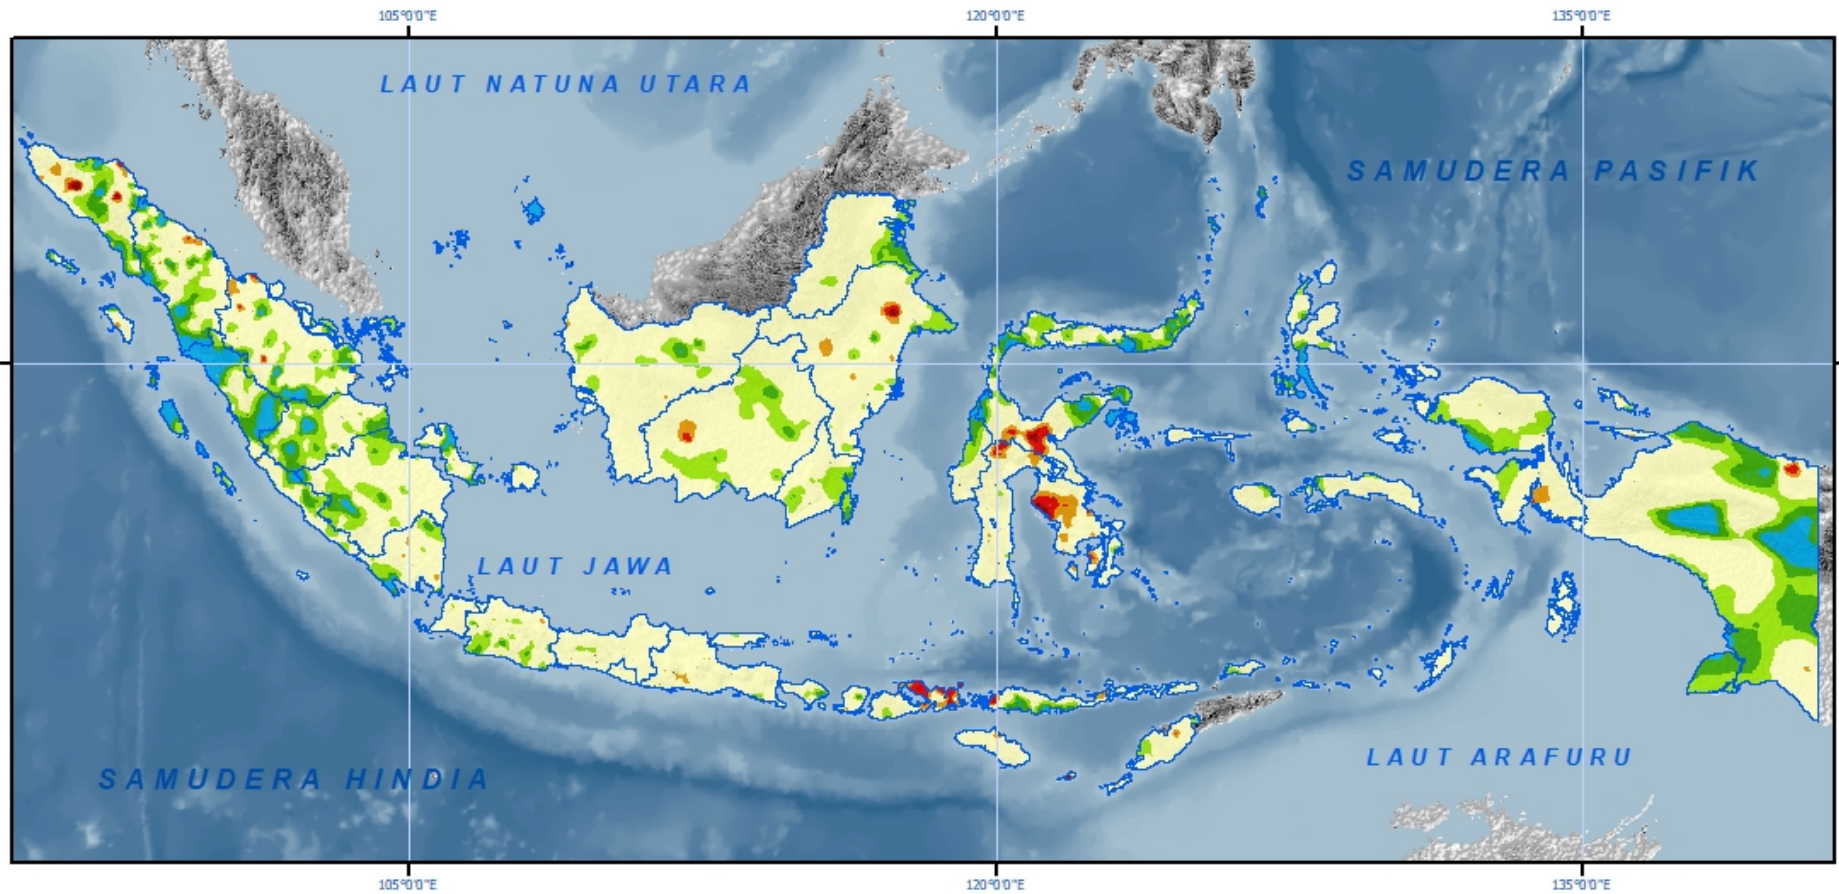 105°0'0"E 120°0'0"E 135°0'0"E
LAUT NATUNA UTARA
SAMUDERA PASIFIK
LAUT JAWA
LAUT ARAFURU
SAMUDERA HINDIA
105°0'0"E 120°0'0"E 135°0'0"E